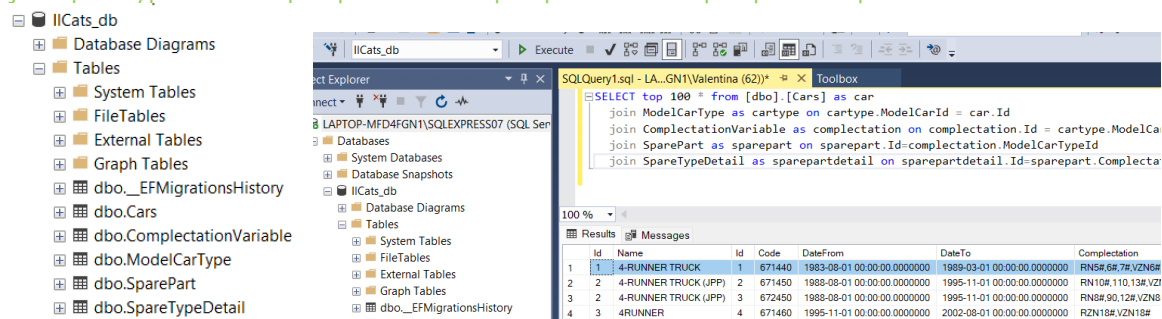 IlCats_db
Database Diagrams
Tables
System Tables
FileTables
External Tables
Graph Tables
dbo.__EFMigrationsHistory
dbo.Cars
dbo.ComplectationVariable
dbo.ModelCarType
dbo.SparePart
dbo.SpareTypeDetail
IlCats_db
Execute
ect Explorer
nnect
LAPTOP-MFD4FGN1\SQLEXPRESS07 (SQL Ser
Databases
System Databases
Database Snapshots
IlCats_db
Database Diagrams
Tables
System Tables
FileTables
External Tables
Graph Tables
dbo.__EFMigrationsHistory
SQLQuery1.sql - LA...GN1\Valentina (62))* Toolbox
SELECT top 100 * from [dbo].[Cars] as car
join ModelCarType as cartype on cartype.ModelCarId = car.Id
join ComplectationVariable as complectation on complectation.Id = cartype.ModelCa
join SparePart as sparepart on sparepart.Id=complectation.ModelCarTypeId
join SpareTypeDetail as sparepartdetail on sparepartdetail.Id=sparepart.Complecta
100 %
Results Messages
Id Name Id Code DateFrom DateTo Complectation
1 1 4-RUNNER TRUCK 1 671440 1983-08-01 00:00:00.0000000 1989-03-01 00:00:00.0000000 RN5#,6#,7#,VZN6#
2 2 4-RUNNER TRUCK (JPP) 2 671450 1988-08-01 00:00:00.0000000 1995-11-01 00:00:00.0000000 RN10#,110,13#,VZN
3 2 4-RUNNER TRUCK (JPP) 3 672450 1988-08-01 00:00:00.0000000 1995-11-01 00:00:00.0000000 RN8#,90,12#,VZN8
4 3 4RUNNER 4 671460 1995-11-01 00:00:00.0000000 2002-08-01 00:00:00.0000000 RZN18#,VZN18#